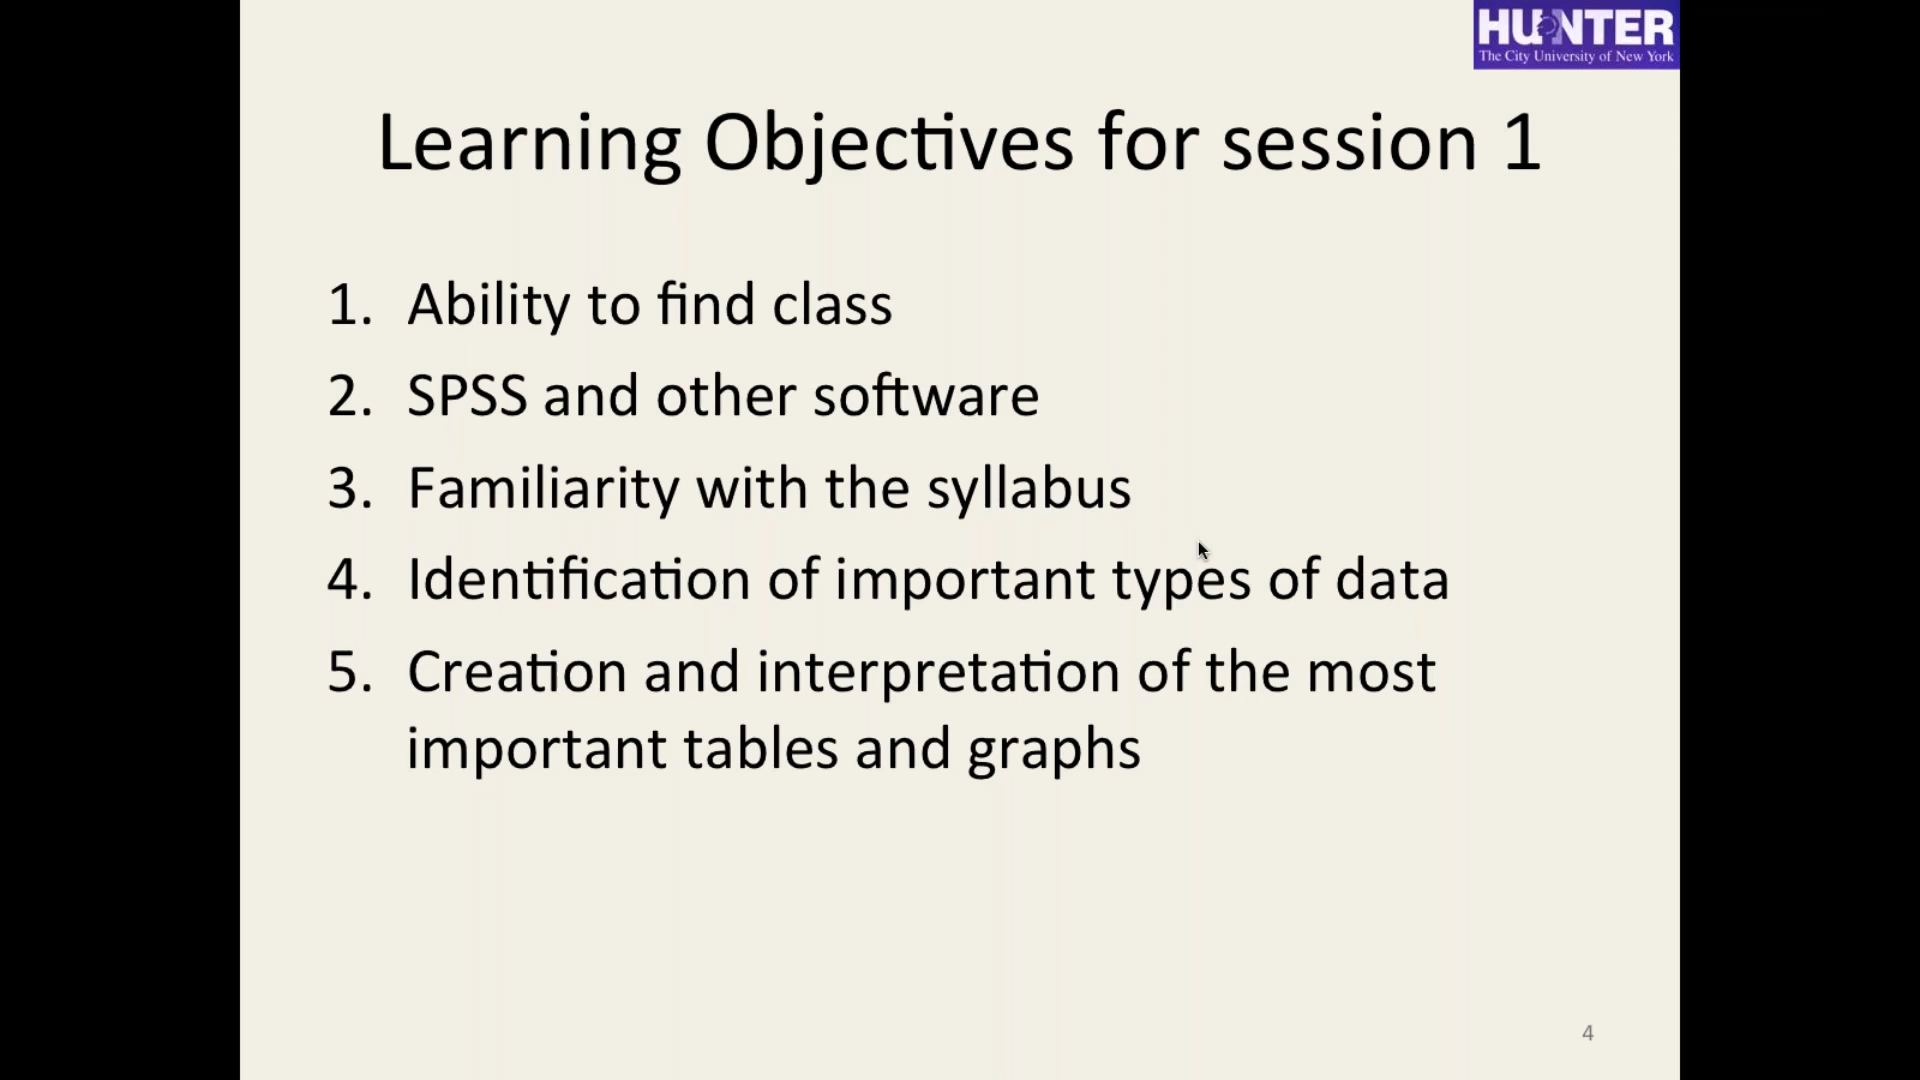 HUNTER
The City University of New York
Learning Objectives for session 1
1. Ability to find class
2. SPSS and other software
3. Familiarity with the syllabus
4. Identification of important types of data
5. Creation and interpretation of the most
important tables and graphs
4